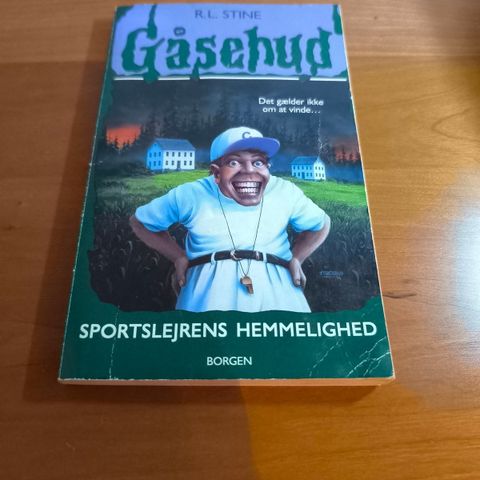 R.L. STINE
Gåsehud
Det gælder ikke
om at vinde...
C
SPORTSLEJRENS HEMMELIGHED
BORGEN